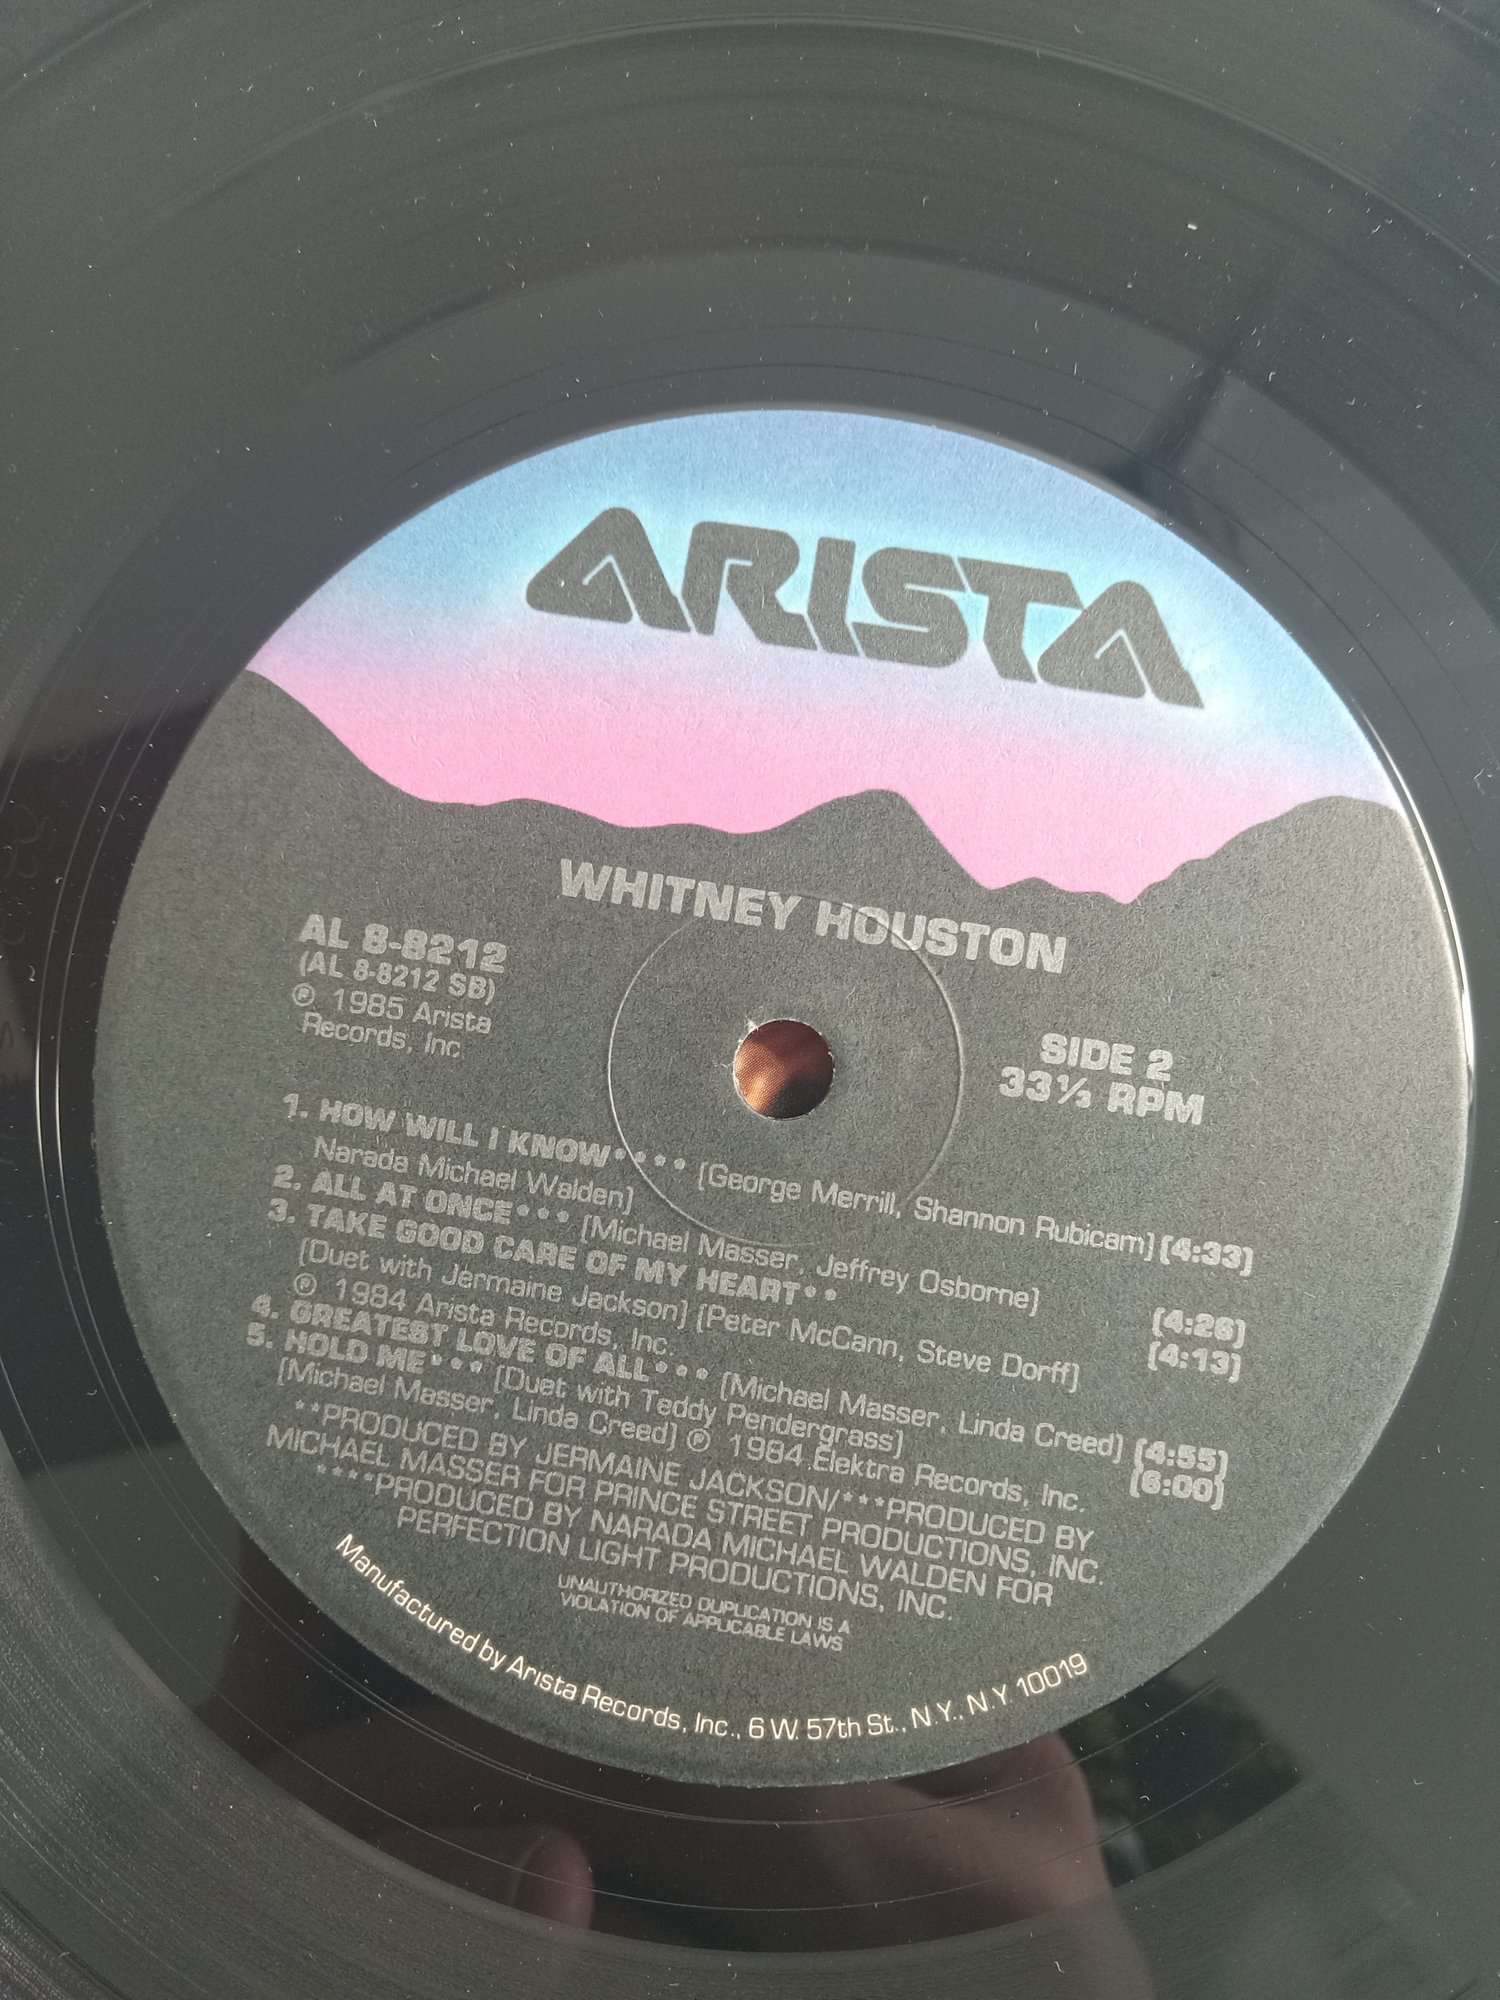 ARISTA
WHITNEY HOUSTON
AL 8-8212
(AL 8-8212 SB)
℗ 1985 Arista
Records, Inc.
SIDE 2
33⅓ RPM
1. HOW WILL I KNOW**** [George Merrill, Shannon Rubicam] [4:33]
Narada Michael Walden]
2. ALL AT ONCE*** [Michael Masser, Jeffrey Osborne] [4:26]
3. TAKE GOOD CARE OF MY HEART** [4:13]
[Duet with Jermaine Jackson] [Peter McCann, Steve Dorff]
℗ 1984 Arista Records, Inc.
4. GREATEST LOVE OF ALL*** [Michael Masser, Linda Creed] [4:55]
5. HOLD ME*** [Duet with Teddy Pendergrass] [6:00]
[Michael Masser, Linda Creed] ℗ 1984 Elektra Records, Inc.
**PRODUCED BY JERMAINE JACKSON/***PRODUCED BY
MICHAEL MASSER FOR PRINCE STREET PRODUCTIONS, INC.
****PRODUCED BY NARADA MICHAEL WALDEN FOR
PERFECTION LIGHT PRODUCTIONS, INC.
UNAUTHORIZED DUPLICATION IS A
VIOLATION OF APPLICABLE LAWS
Manufactured by Arista Records, Inc., 6 W. 57th St., N.Y., N.Y. 10019